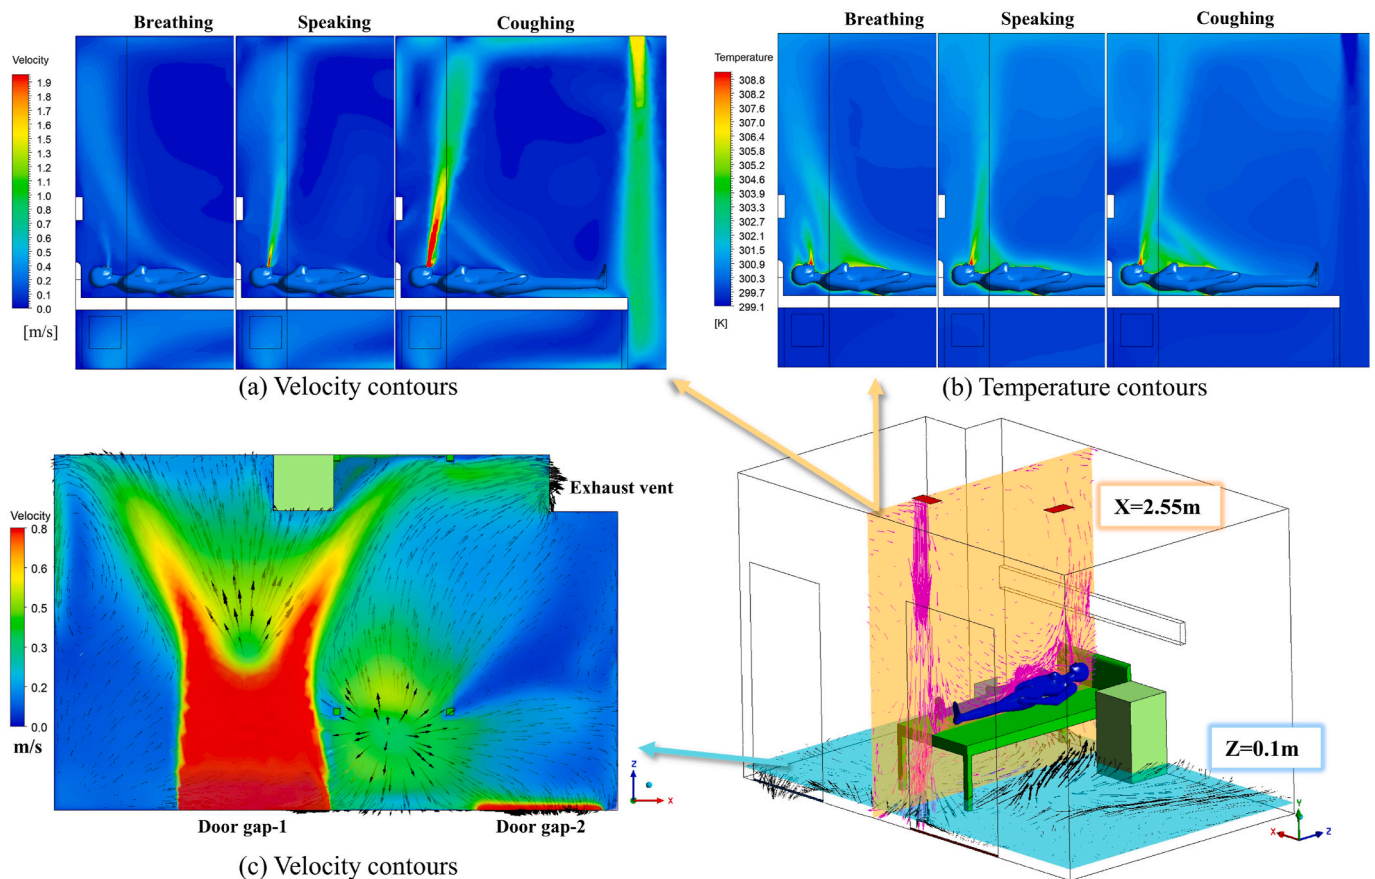 Breathing Speaking Coughing
Velocity
1.9
1.8
1.6
1.5
1.3
1.2
1.1
0.9
0.8
0.7
0.6
0.5
0.4
0.3
0.2
0.1
0.0
[m/s]
(a) Velocity contours
Breathing Speaking Coughing
Temperature
308.8
308.2
307.6
307.0
306.4
305.8
305.2
304.6
303.9
303.3
302.7
302.1
301.5
300.9
300.3
299.7
299.1
[K]
(b) Temperature contours
Exhaust vent
Velocity
0.8
0.6
0.5
0.3
0.2
0.0
m/s
Z
X
Door gap-1 Door gap-2
(c) Velocity contours
X=2.55m
Z=0.1m
Y
X Z